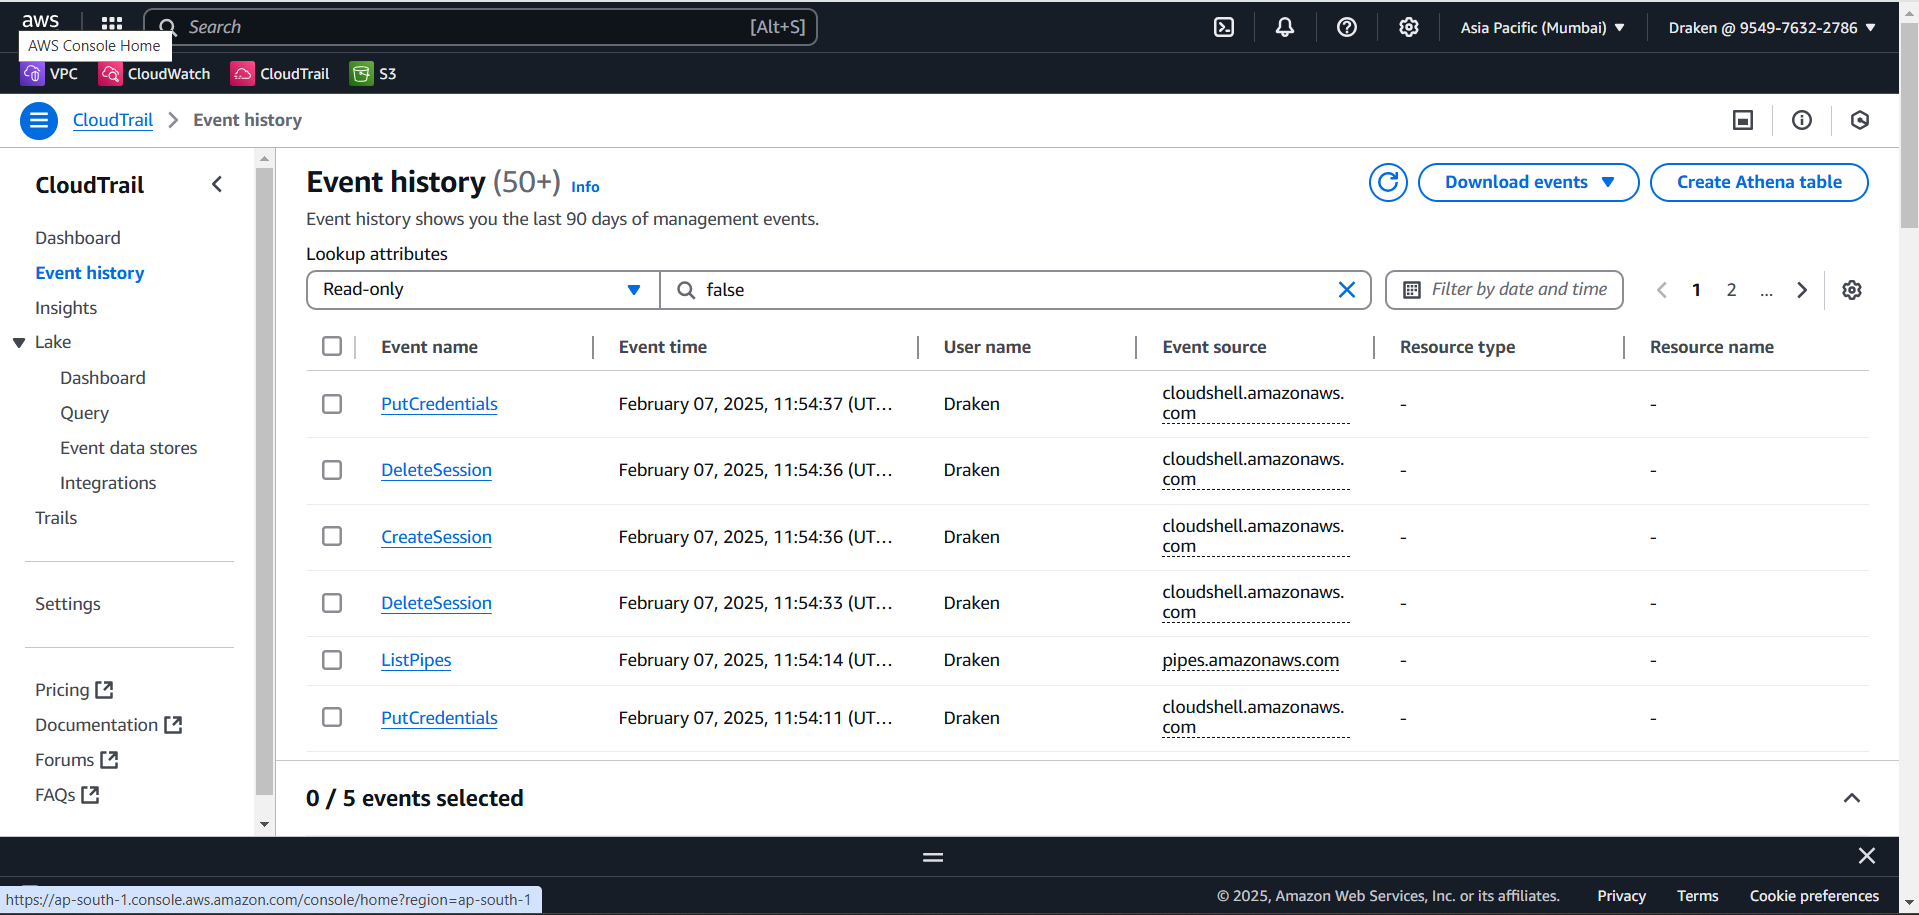 aws
Search
[Alt+S]
Asia Pacific (Mumbai)
Draken @ 9549-7632-2786
AWS Console Home
VPC
CloudWatch
CloudTrail
S3
CloudTrail
Event history
CloudTrail
Dashboard
Event history
Insights
Lake
Dashboard
Query
Event data stores
Integrations
Trails
Settings
Pricing
Documentation
Forums
FAQs
Event history (50+) Info
Download events
Create Athena table
Event history shows you the last 90 days of management events.
Lookup attributes
Read-only
false
Filter by date and time
1 2 ...
Event name Event time User name Event source Resource type Resource name
PutCredentials February 07, 2025, 11:54:37 (UT... Draken cloudshell.amazonaws. - -
com
DeleteSession February 07, 2025, 11:54:36 (UT... Draken cloudshell.amazonaws. - -
com
CreateSession February 07, 2025, 11:54:36 (UT... Draken cloudshell.amazonaws. - -
com
DeleteSession February 07, 2025, 11:54:33 (UT... Draken cloudshell.amazonaws. - -
com
ListPipes February 07, 2025, 11:54:14 (UT... Draken pipes.amazonaws.com - -
PutCredentials February 07, 2025, 11:54:11 (UT... Draken cloudshell.amazonaws. - -
com
0 / 5 events selected
https://ap-south-1.console.aws.amazon.com/console/home?region=ap-south-1
© 2025, Amazon Web Services, Inc. or its affiliates.
Privacy
Terms
Cookie preferences